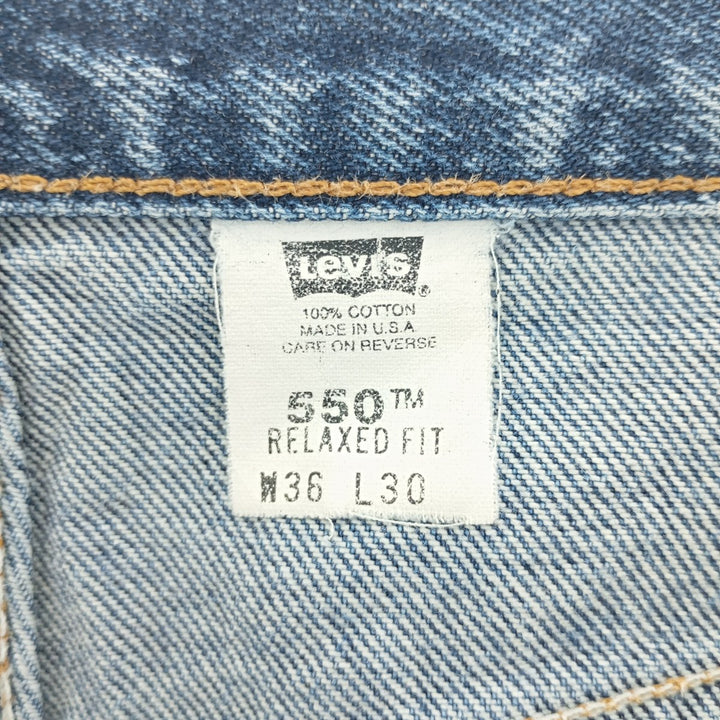 Levi's ®
100% COTTON
MADE IN U.S.A
CARE ON REVERSE
550™
RELAXED FIT
W36 L30